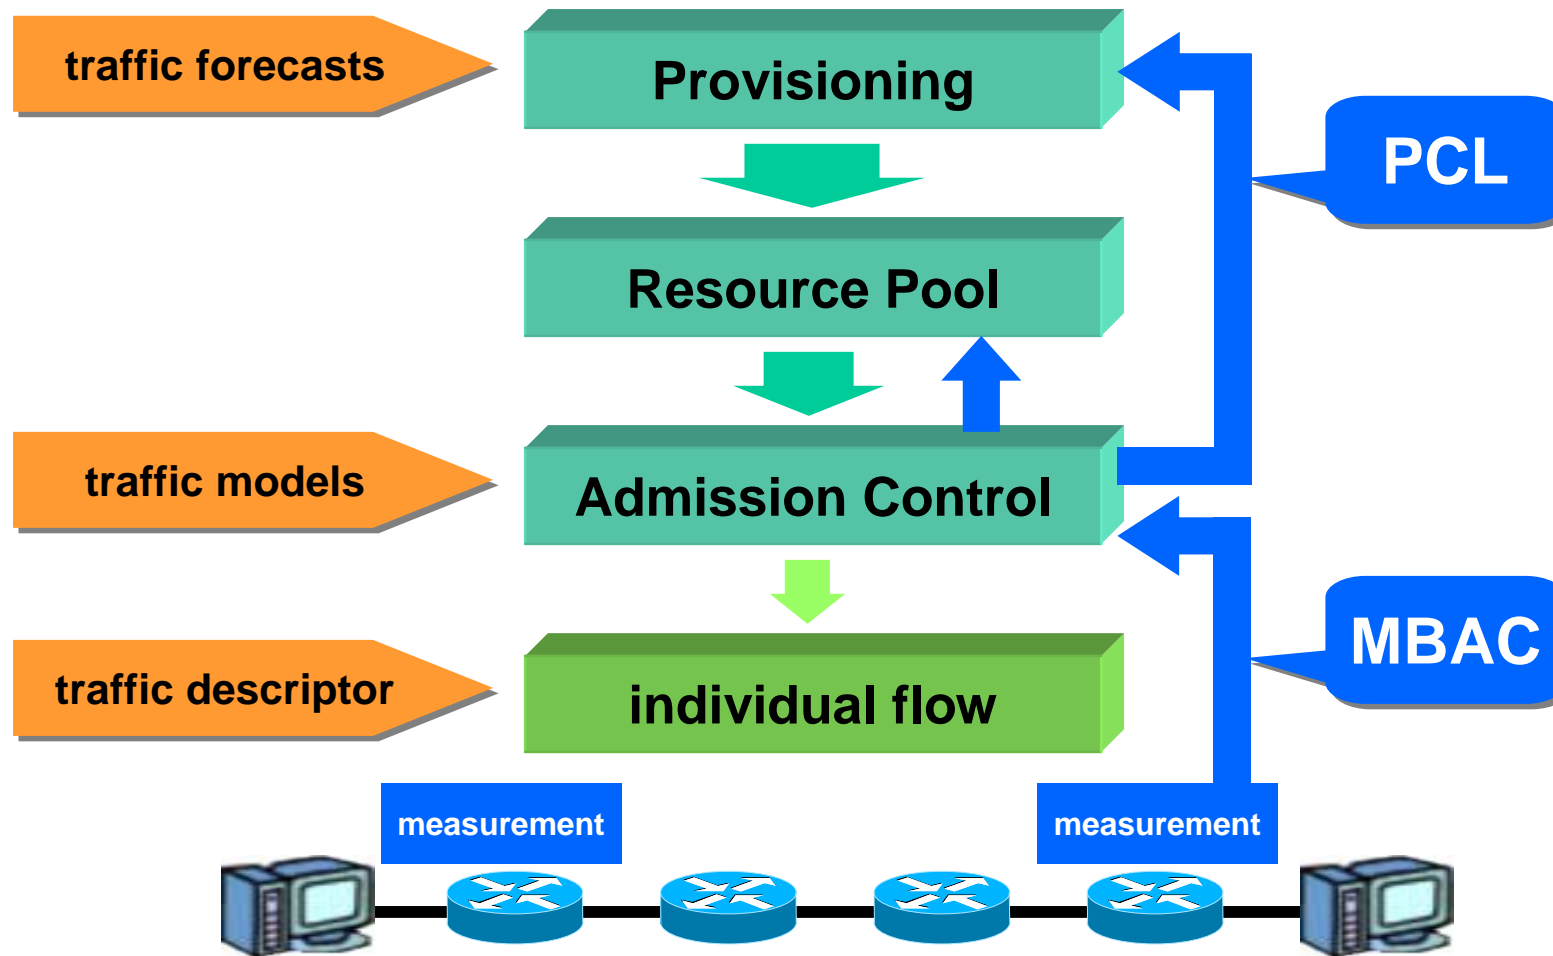 traffic forecasts
Provisioning
PCL
Resource Pool
traffic models
Admission Control
MBAC
traffic descriptor
individual flow
measurement
measurement